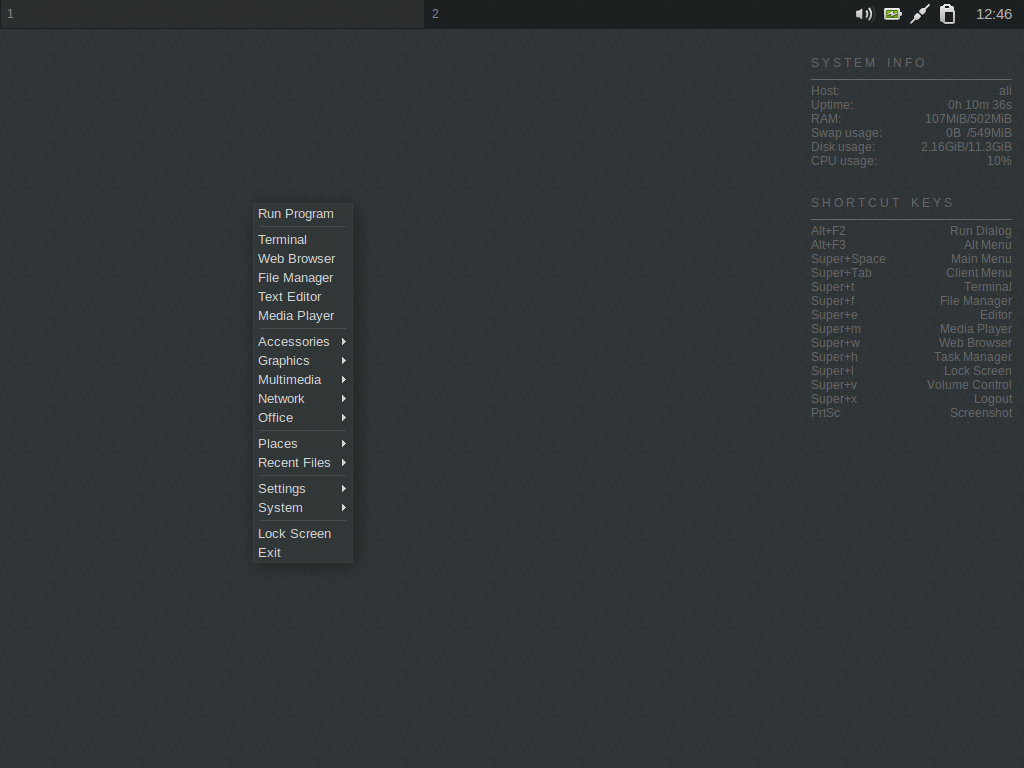 1
2
12:46
SYSTEM INFO
Host: ali
Uptime: 0h 10m 36s
RAM: 107MiB/502MiB
Swap usage: 0B /549MiB
Disk usage: 2.16GiB/11.3GiB
CPU usage: 10%
SHORTCUT KEYS
Alt+F2 Run Dialog
Alt+F3 Alt Menu
Super+Space Main Menu
Super+Tab Client Menu
Super+t Terminal
Super+f File Manager
Super+e Editor
Super+m Media Player
Super+w Web Browser
Super+h Task Manager
Super+l Lock Screen
Super+v Volume Control
Super+x Logout
PrtSc Screenshot
Run Program
Terminal
Web Browser
File Manager
Text Editor
Media Player
Accessories
Graphics
Multimedia
Network
Office
Places
Recent Files
Settings
System
Lock Screen
Exit